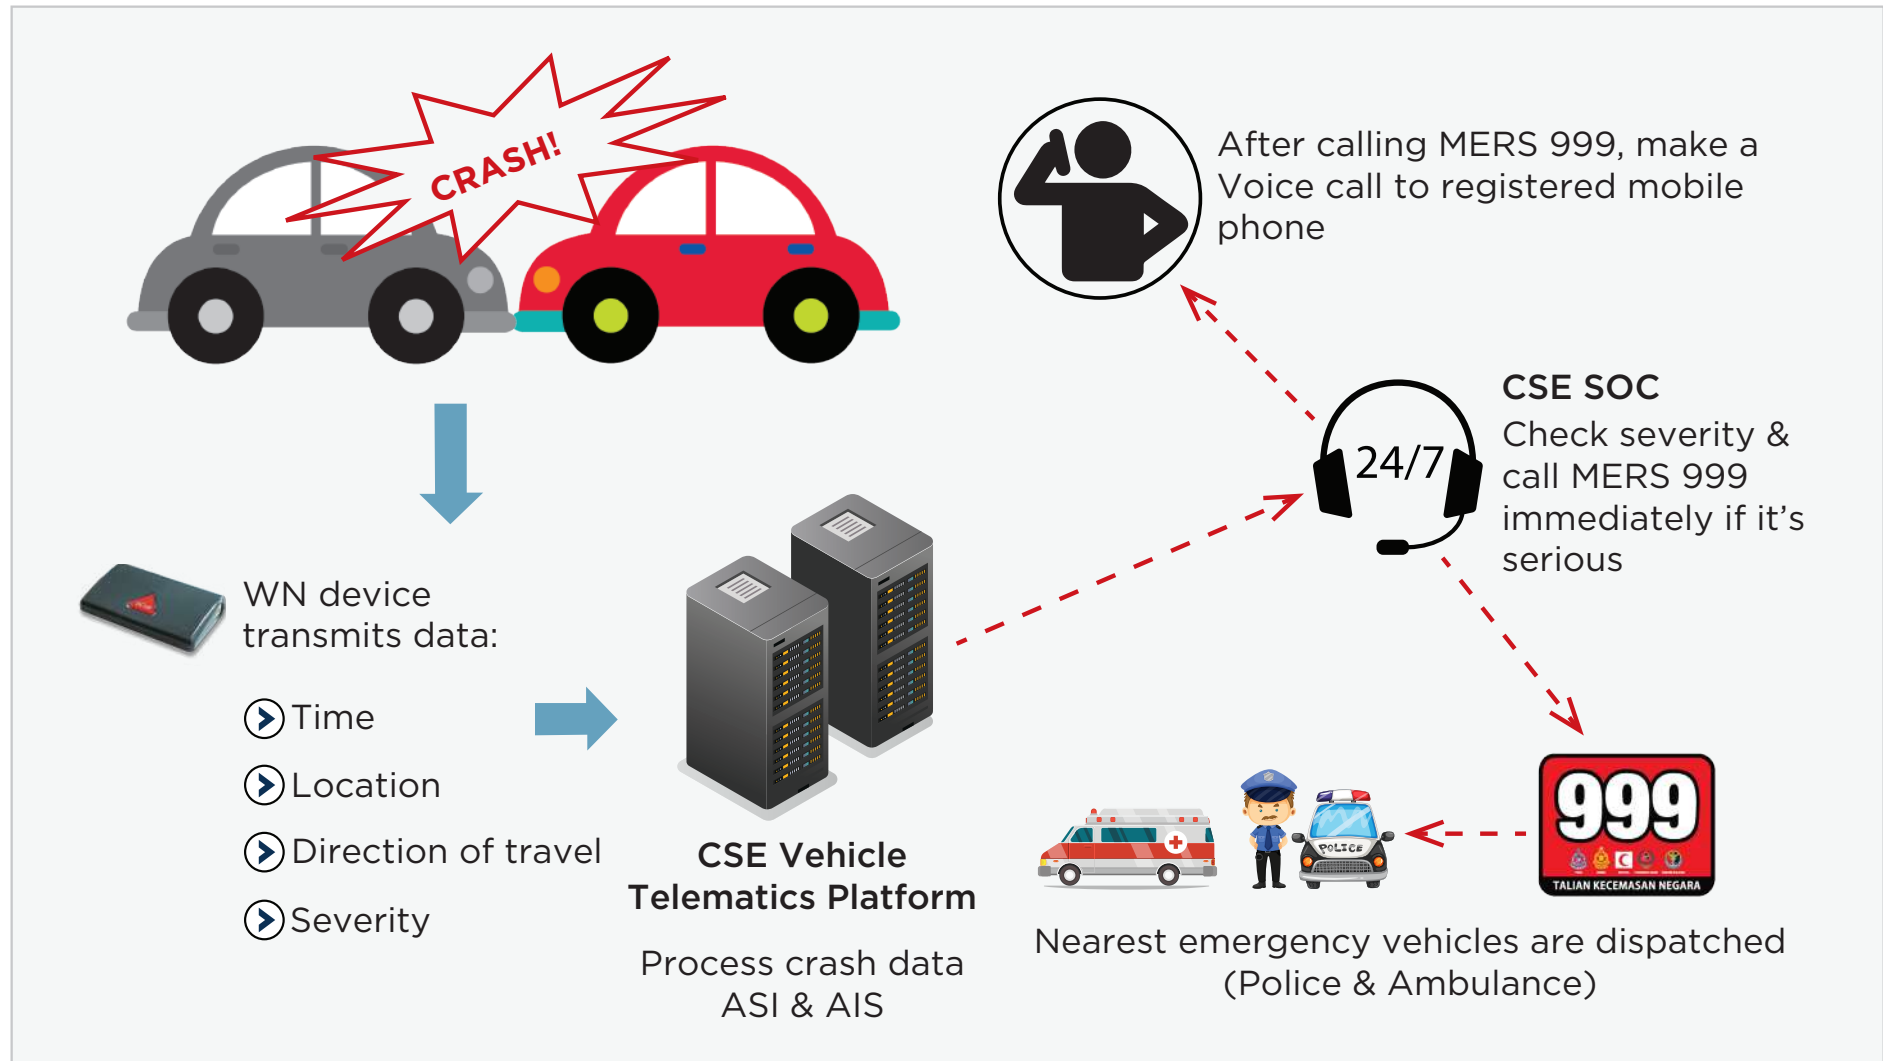 CRASH!
After calling MERS 999, make a
Voice call to registered mobile
phone
CSE SOC
24/7
Check severity &
call MERS 999
immediately if it's
serious
WN device
transmits data:
Time
Location
Direction of travel
Severity
CSE Vehicle
Telematics Platform
Process crash data
ASI & AIS
POLICE
999
TALIAN KECEMASAN NEGARA
Nearest emergency vehicles are dispatched
(Police & Ambulance)